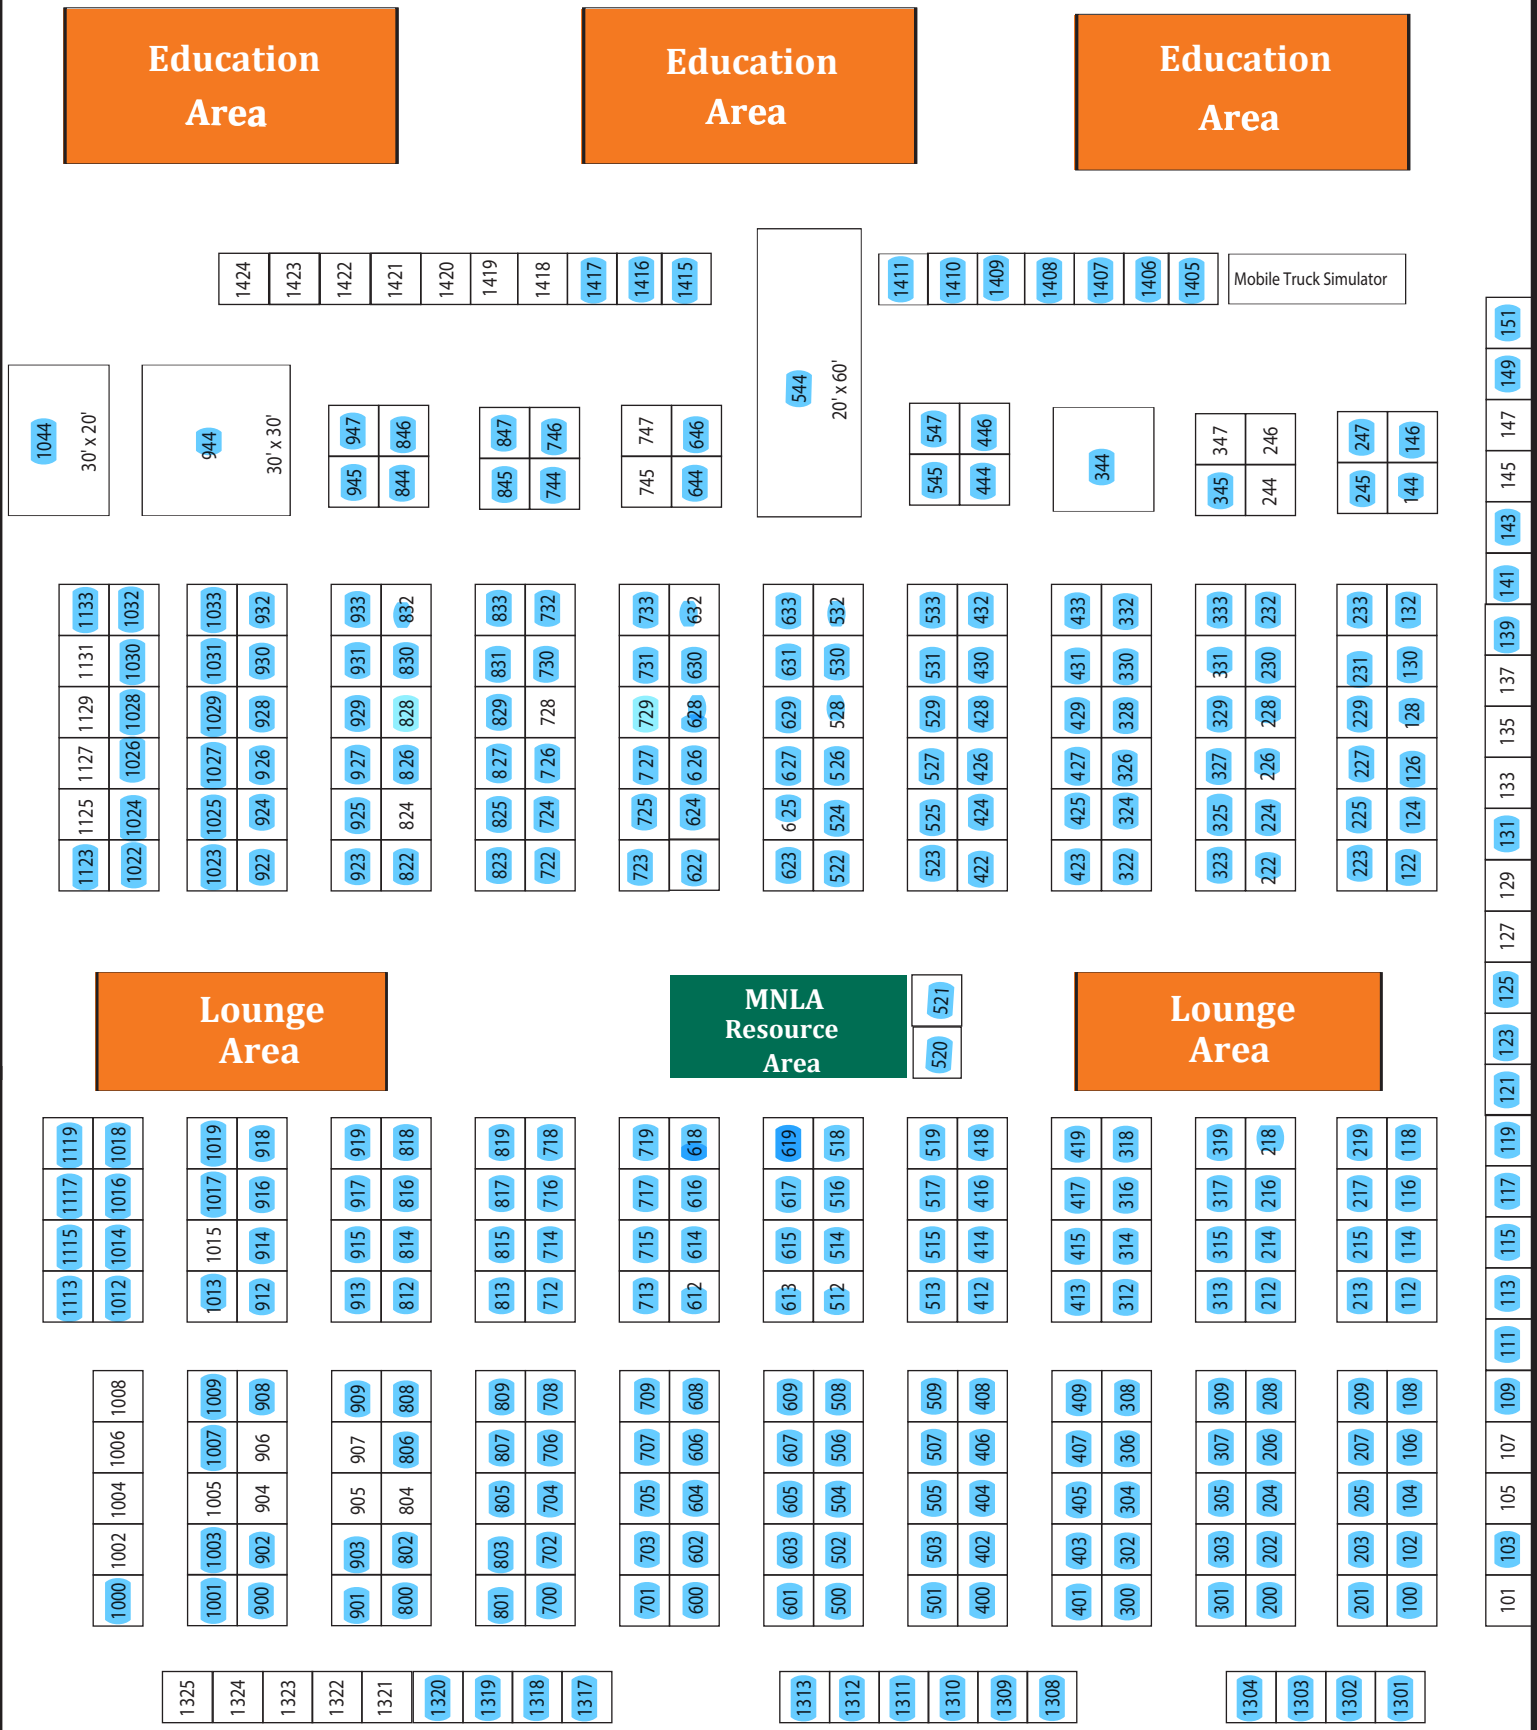 Education Education Education
Area Area Area
1424 1423 1422 1421 1420 1419 1418 1417 1416 1415 1411 1410 1409 1408 1407 1406 1405 Mobile Truck Simulator
151
149
147
145
143
141
139
137
135
133
131
129
127
125
123
121
119
117
115
113
111
109
107
105
103
101
1044 30' x 20' 944 30' x 30' 544 20' x 60' 344
947 846 847 746 747 646 547 446 347 246 247 146
945 844 845 744 745 644 545 444 345 244 245 144
1133 1032 1033 932 933 832 833 732 733 632 633 532 533 432 433 332 333 232 233 132
1131 1030 1031 930 931 830 831 730 731 630 631 530 531 430 431 330 331 230 231 130
1129 1028 1029 928 929 828 829 728 729 628 629 528 529 428 429 328 329 228 229 128
1127 1026 1027 926 927 826 827 726 727 626 627 526 527 426 427 326 327 226 227 126
1125 1024 1025 924 925 824 825 724 725 624 625 524 525 424 425 324 325 224 225 124
1123 1022 1023 922 923 822 823 722 723 622 623 522 523 422 423 322 323 222 223 122
Lounge
Area
MNLA
Resource
Area
521
520
Lounge
Area
1119 1018 1019 918 919 818 819 718 719 618 619 518 519 418 419 318 319 218 219 118
1117 1016 1017 916 917 816 817 716 717 616 617 516 517 416 417 316 317 216 217 116
1115 1014 1015 914 915 814 815 714 715 614 615 514 515 414 415 314 315 214 215 114
1113 1012 1013 912 913 812 813 712 713 612 613 512 513 412 413 312 313 212 213 112
1008 1009 908 909 808 809 708 709 608 609 508 509 408 409 308 309 208 209 108
1006 1007 906 907 806 807 706 707 606 607 506 507 406 407 306 307 206 207 106
1004 1005 904 905 804 805 704 705 604 605 504 505 404 405 304 305 204 205 104
1002 1003 902 903 802 803 702 703 602 603 502 503 402 403 302 303 202 203 102
1000 1001 900 901 800 801 700 701 600 601 500 501 400 401 300 301 200 201 100
1325 1324 1323 1322 1321 1320 1319 1318 1317 1313 1312 1311 1310 1309 1308 1304 1303 1302 1301